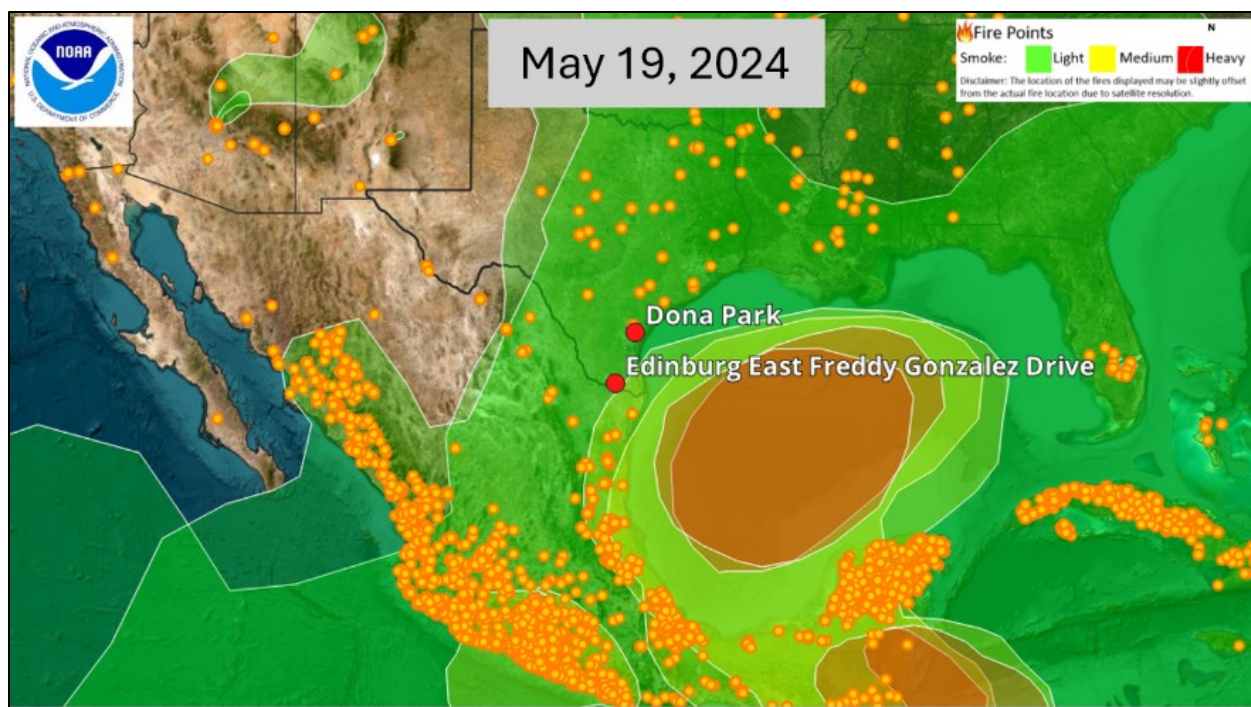 NATIONAL OCEANIC AND ATMOSPHERIC ADMINISTRATION
NOAA
U.S. DEPARTMENT OF COMMERCE
May 19, 2024
N
Fire Points
Smoke: Light Medium Heavy
Disclaimer: The location of the fires displayed may be slightly offset
from the actual fire location due to satellite resolution.
Dona Park
Edinburg East Freddy Gonzalez Drive